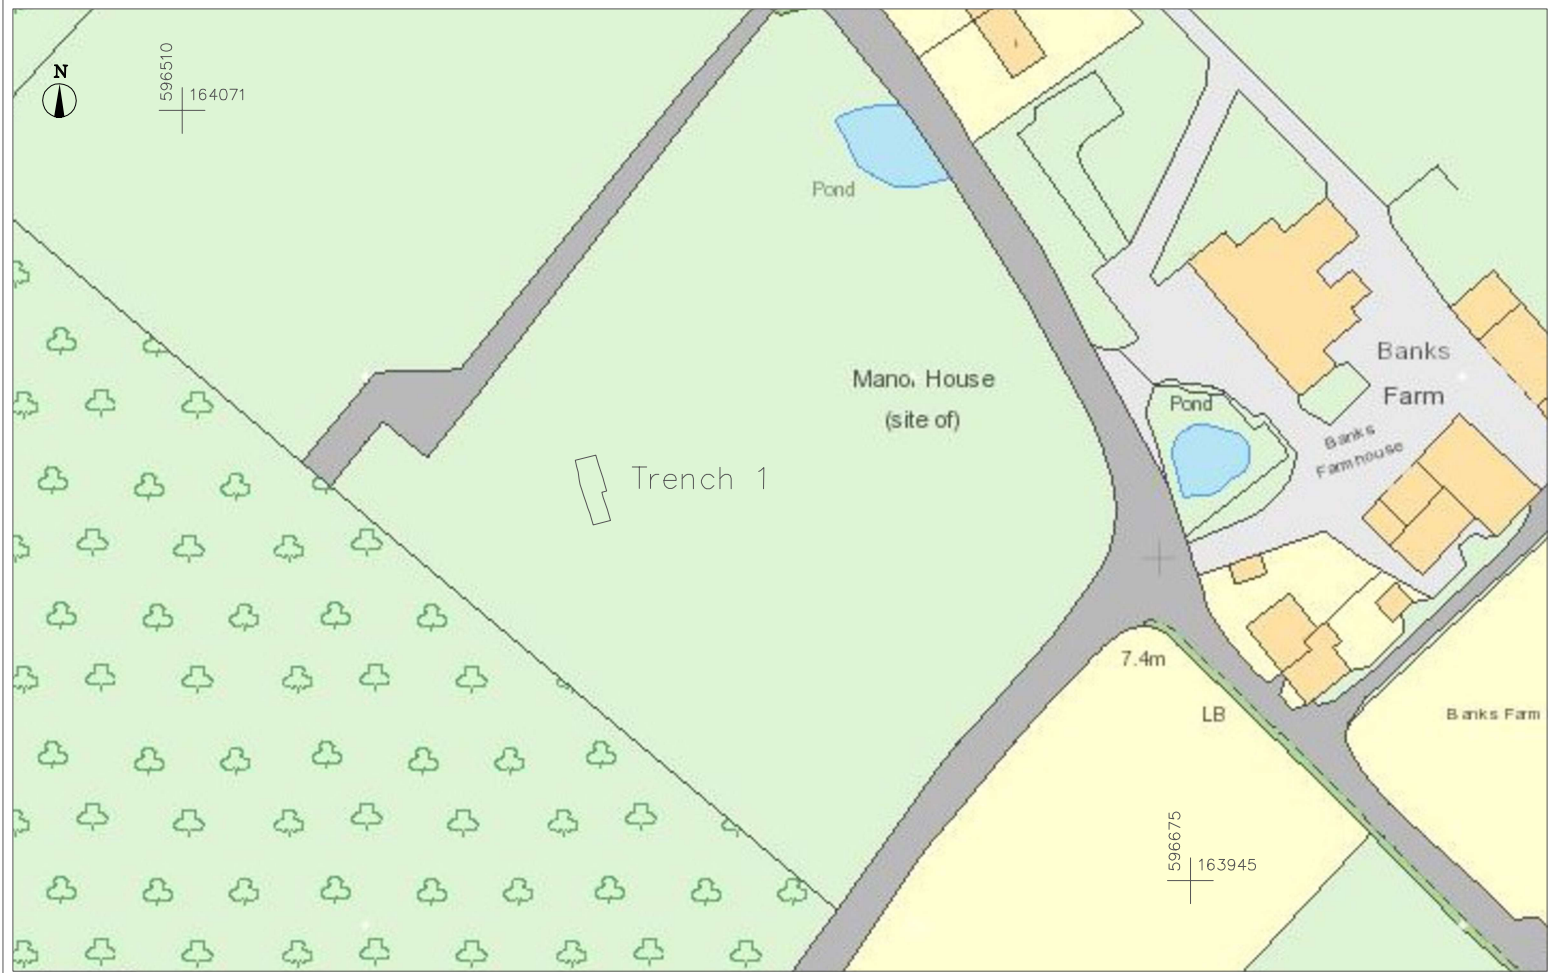 N
596510
164071
Pond
Mano. House
(site of)
Trench 1
Pond
Banks
Farm
Banks
Farmhouse
7.4m
LB
Banks Farm
596675
163945